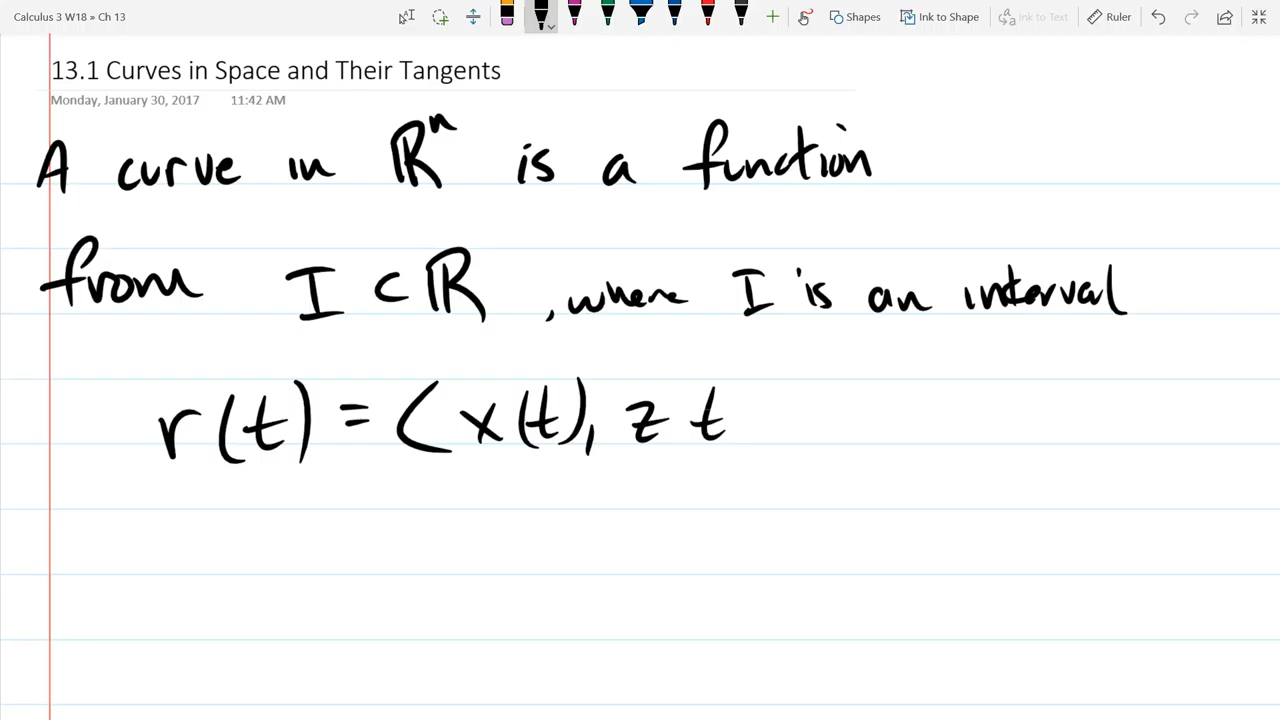 Calculus 3 W18 » Ch 13
Shapes Ink to Shape Ink to Text Ruler
13.1 Curves in Space and Their Tangents
Monday, January 30, 2017 11:42 AM
A curve in ℝⁿ is a function
from I ⊂ ℝ, where I is an interval
r(t) = ( x(t), z t